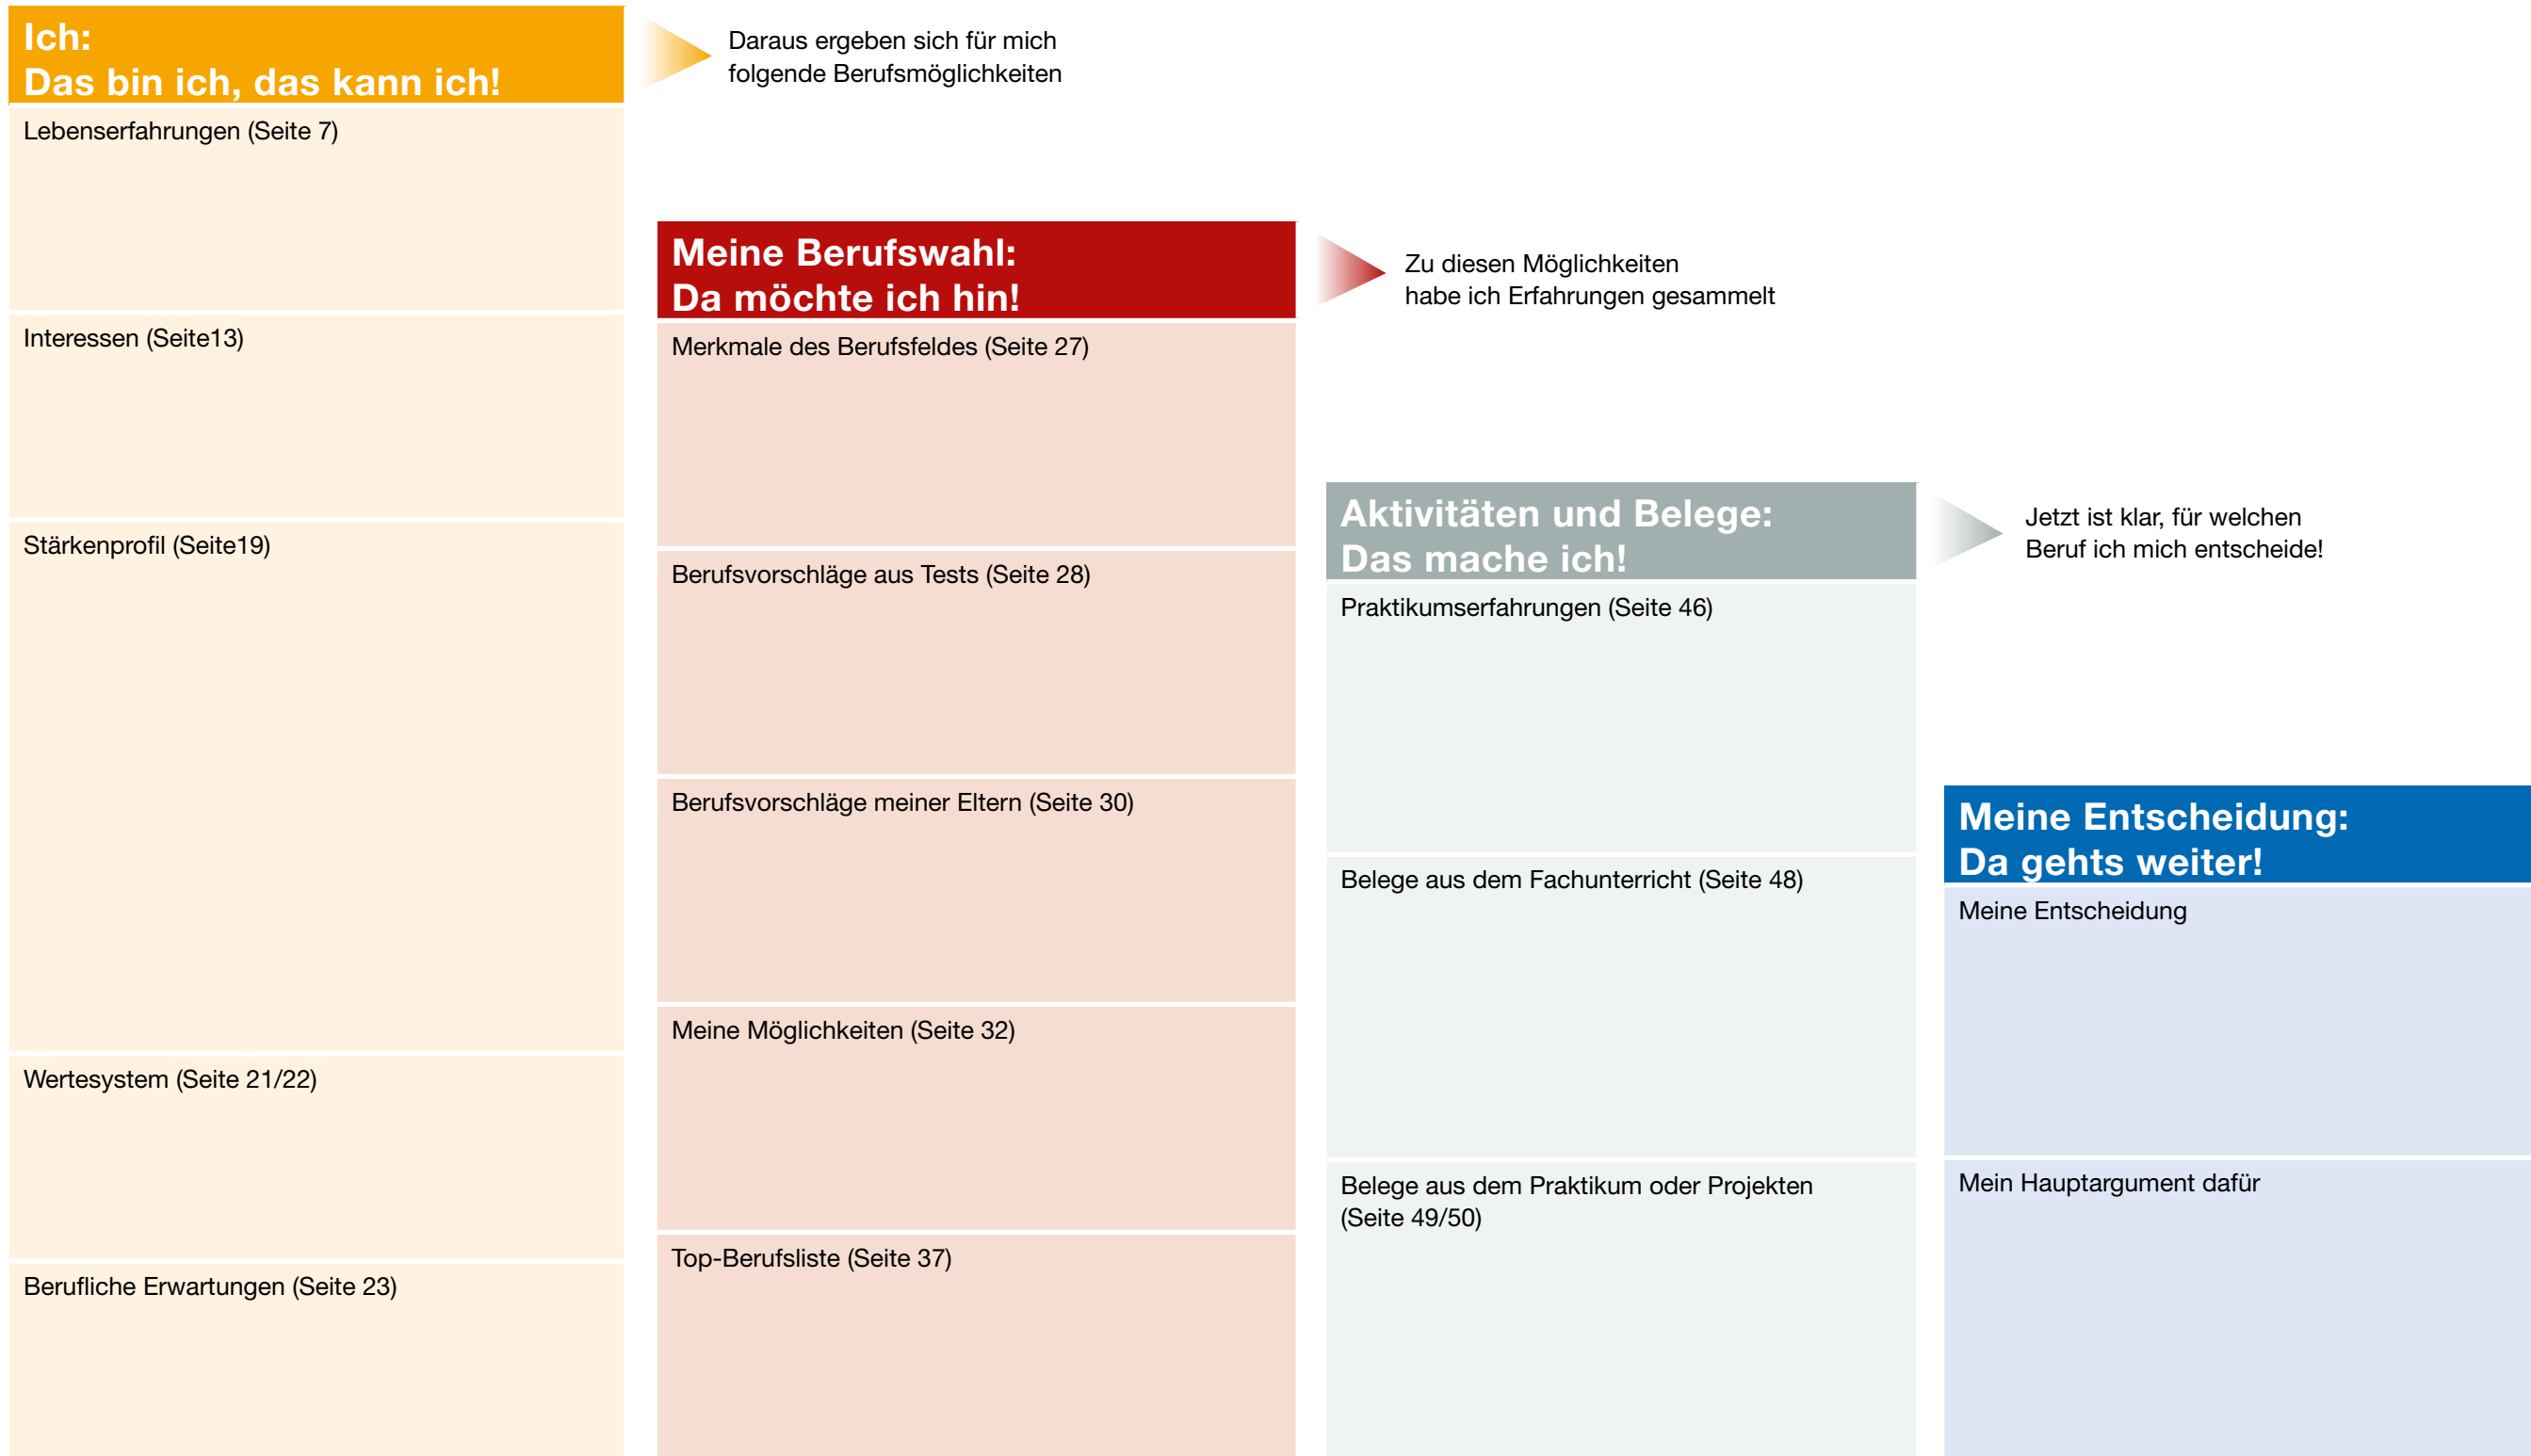 Ich:
Das bin ich, das kann ich!
Daraus ergeben sich für mich
folgende Berufsmöglichkeiten
Lebenserfahrungen (Seite 7)
Interessen (Seite13)
Stärkenprofil (Seite19)
Wertesystem (Seite 21/22)
Berufliche Erwartungen (Seite 23)
Meine Berufswahl:
Da möchte ich hin!
Zu diesen Möglichkeiten
habe ich Erfahrungen gesammelt
Merkmale des Berufsfeldes (Seite 27)
Berufsvorschläge aus Tests (Seite 28)
Berufsvorschläge meiner Eltern (Seite 30)
Meine Möglichkeiten (Seite 32)
Top-Berufsliste (Seite 37)
Aktivitäten und Belege:
Das mache ich!
Jetzt ist klar, für welchen
Beruf ich mich entscheide!
Praktikumserfahrungen (Seite 46)
Belege aus dem Fachunterricht (Seite 48)
Belege aus dem Praktikum oder Projekten
(Seite 49/50)
Meine Entscheidung:
Da gehts weiter!
Meine Entscheidung
Mein Hauptargument dafür